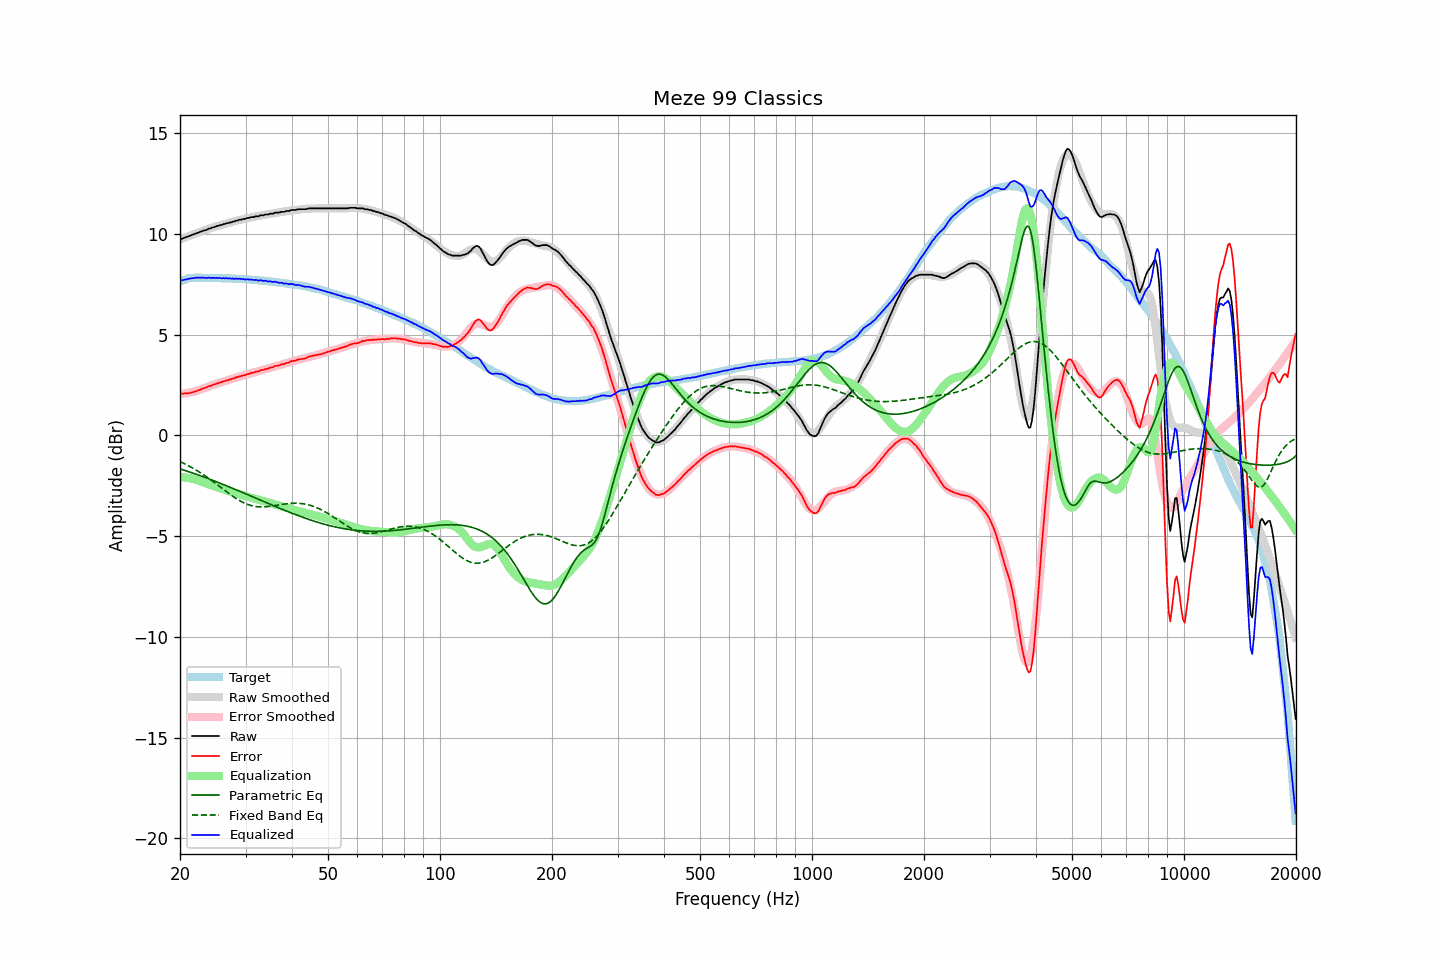 Meze 99 Classics
15
10
5
0
−5
−10
−15
−20
Amplitude (dBr)
Target
Raw Smoothed
Error Smoothed
Raw
Error
Equalization
Parametric Eq
Fixed Band Eq
Equalized
20 50 100 200 500 1000 2000 5000 10000 20000
Frequency (Hz)